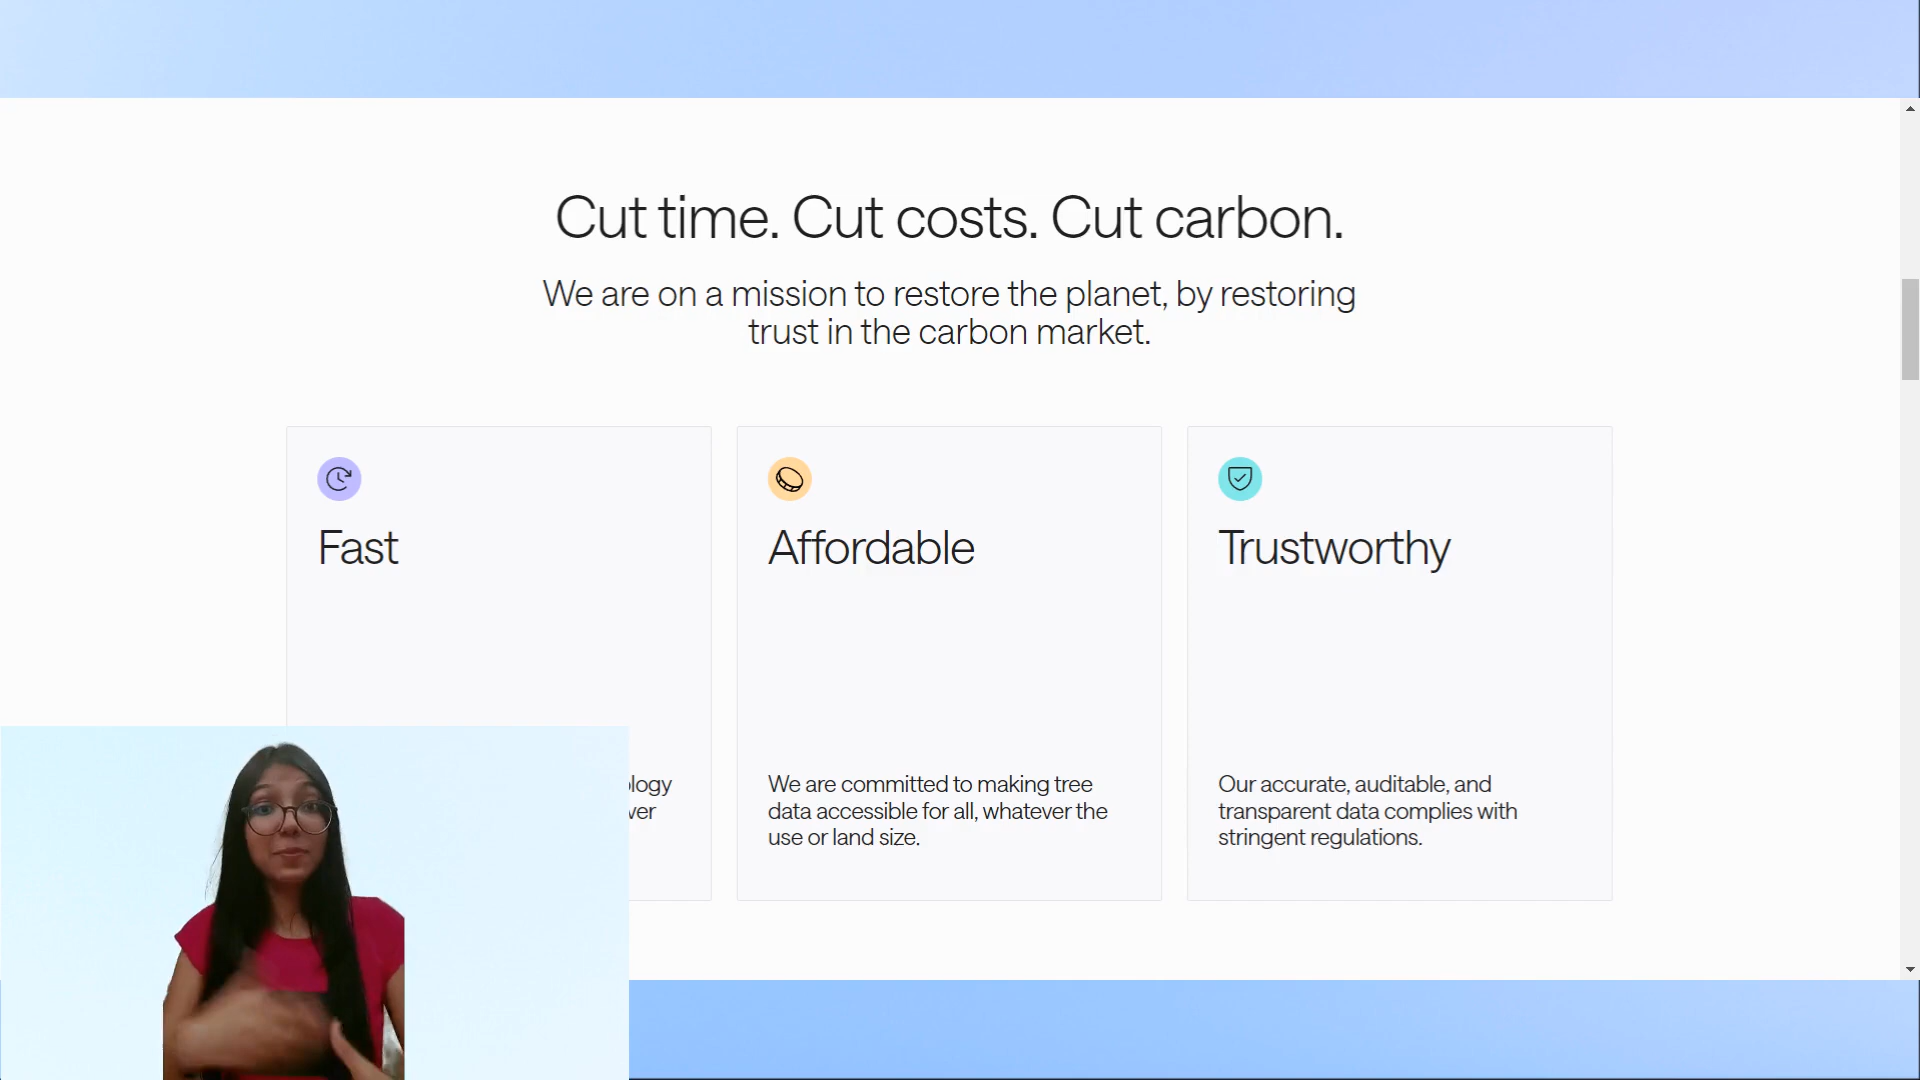 Cut time. Cut costs. Cut carbon.
We are on a mission to restore the planet, by restoring
trust in the carbon market.
Fast
Affordable
We are committed to making tree
data accessible for all, whatever the
use or land size.
Trustworthy
Our accurate, auditable, and
transparent data complies with
stringent regulations.